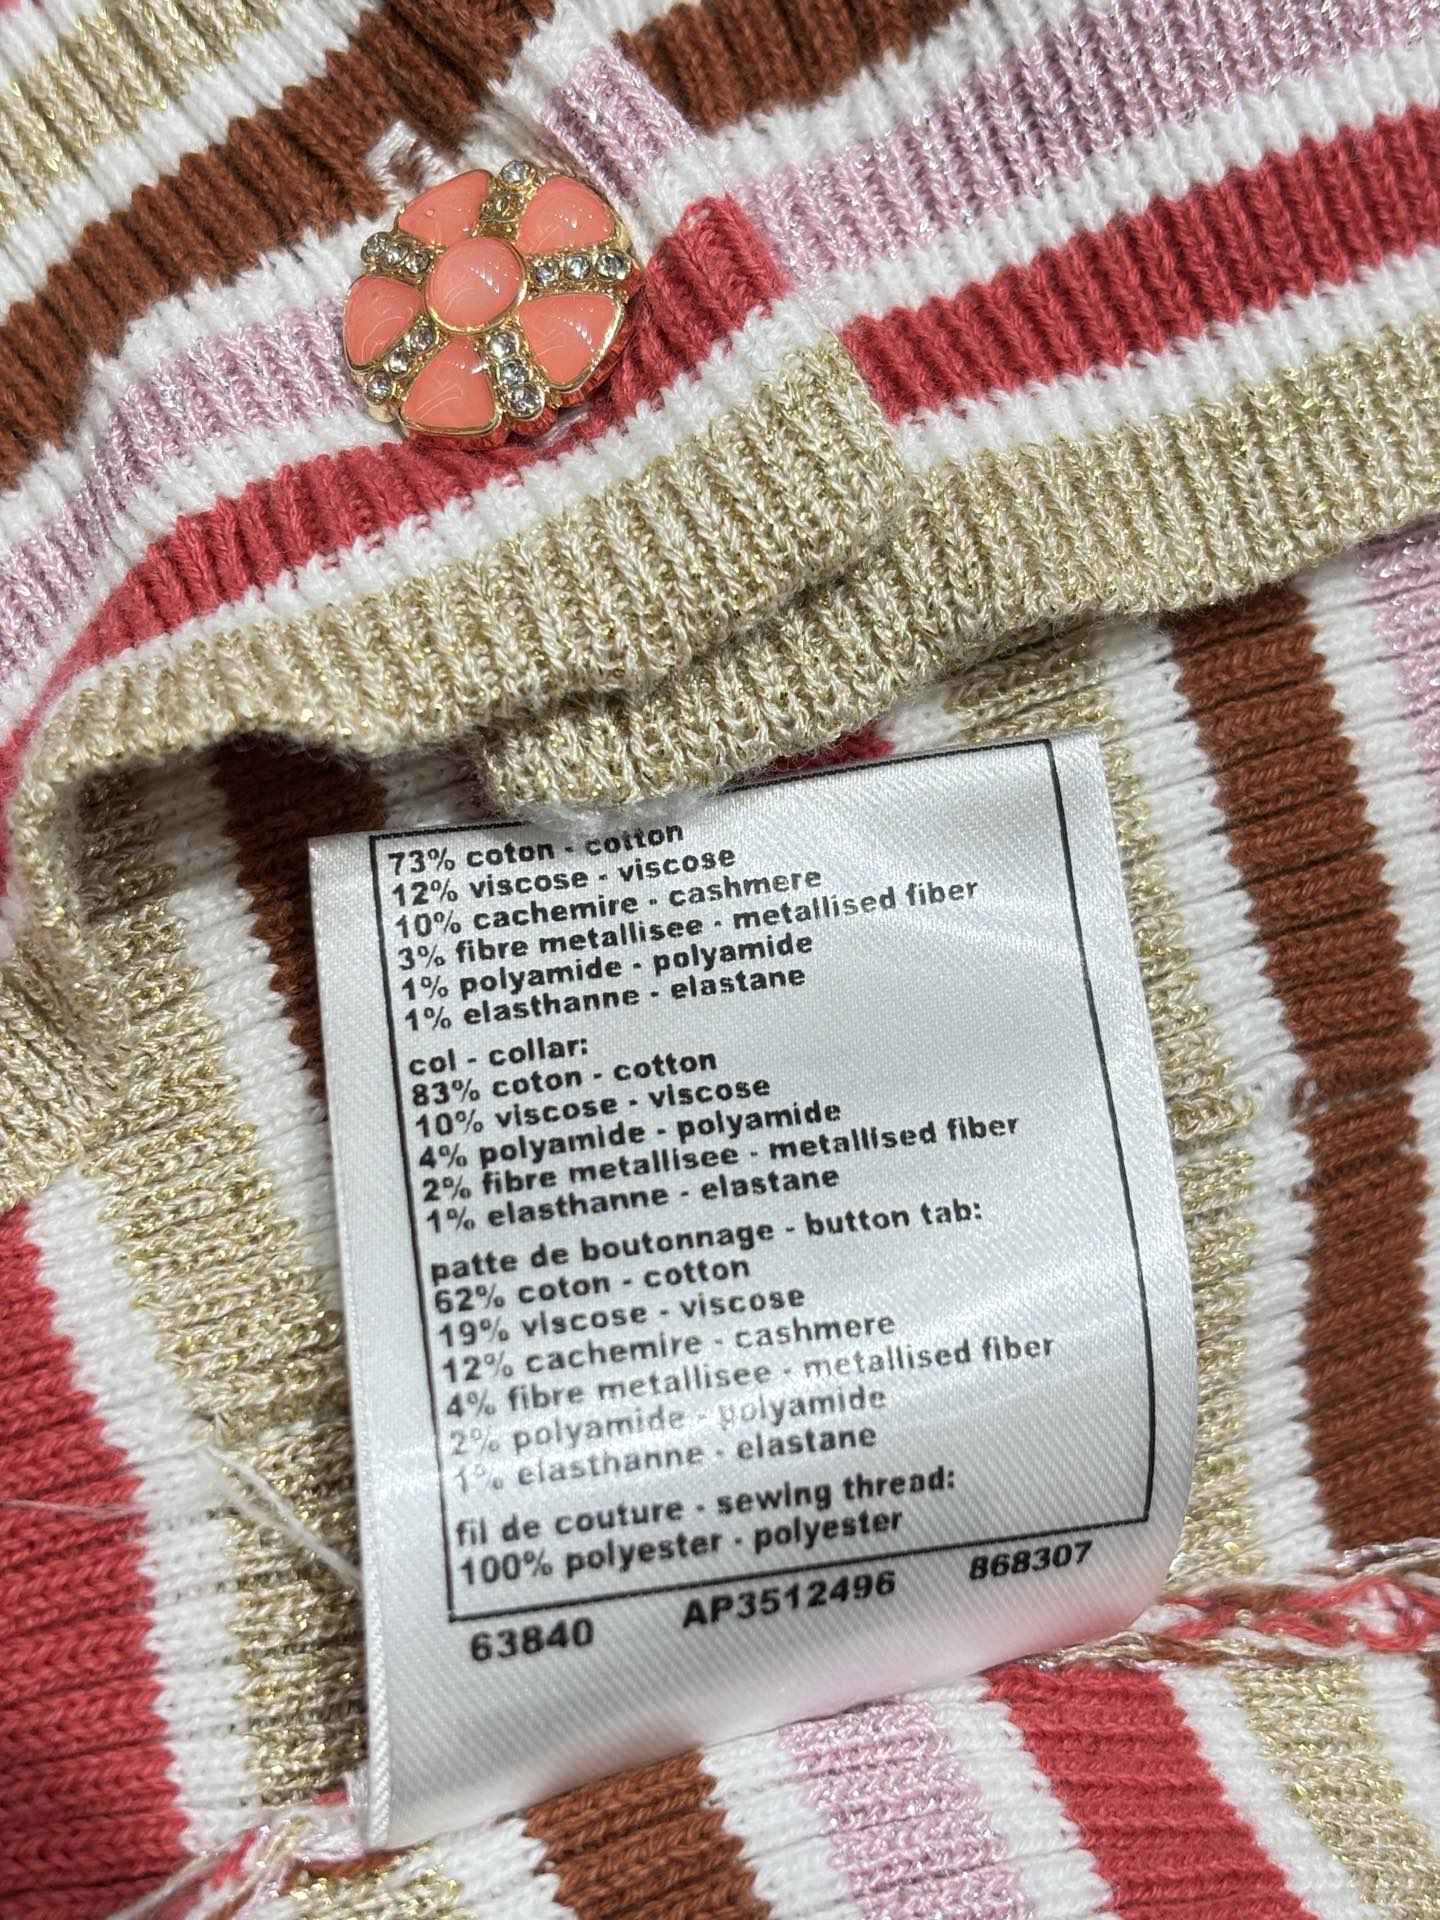 73% coton - cotton
12% viscose - viscose
10% cachemire - cashmere
3% fibre metallisee - metallised fiber
1% polyamide - polyamide
1% elasthanne - elastane
col - collar:
83% coton - cotton
10% viscose - viscose
4% polyamide - polyamide
2% fibre metallisee - metallised fiber
1% elasthanne - elastane
patte de boutonnage - button tab:
62% coton - cotton
19% viscose - viscose
12% cachemire - cashmere
4% fibre metallisee - metallised fiber
2% polyamide - polyamide
1% elasthanne - elastane
fil de couture - sewing thread:
100% polyester - polyester
63840 AP3512496 868307